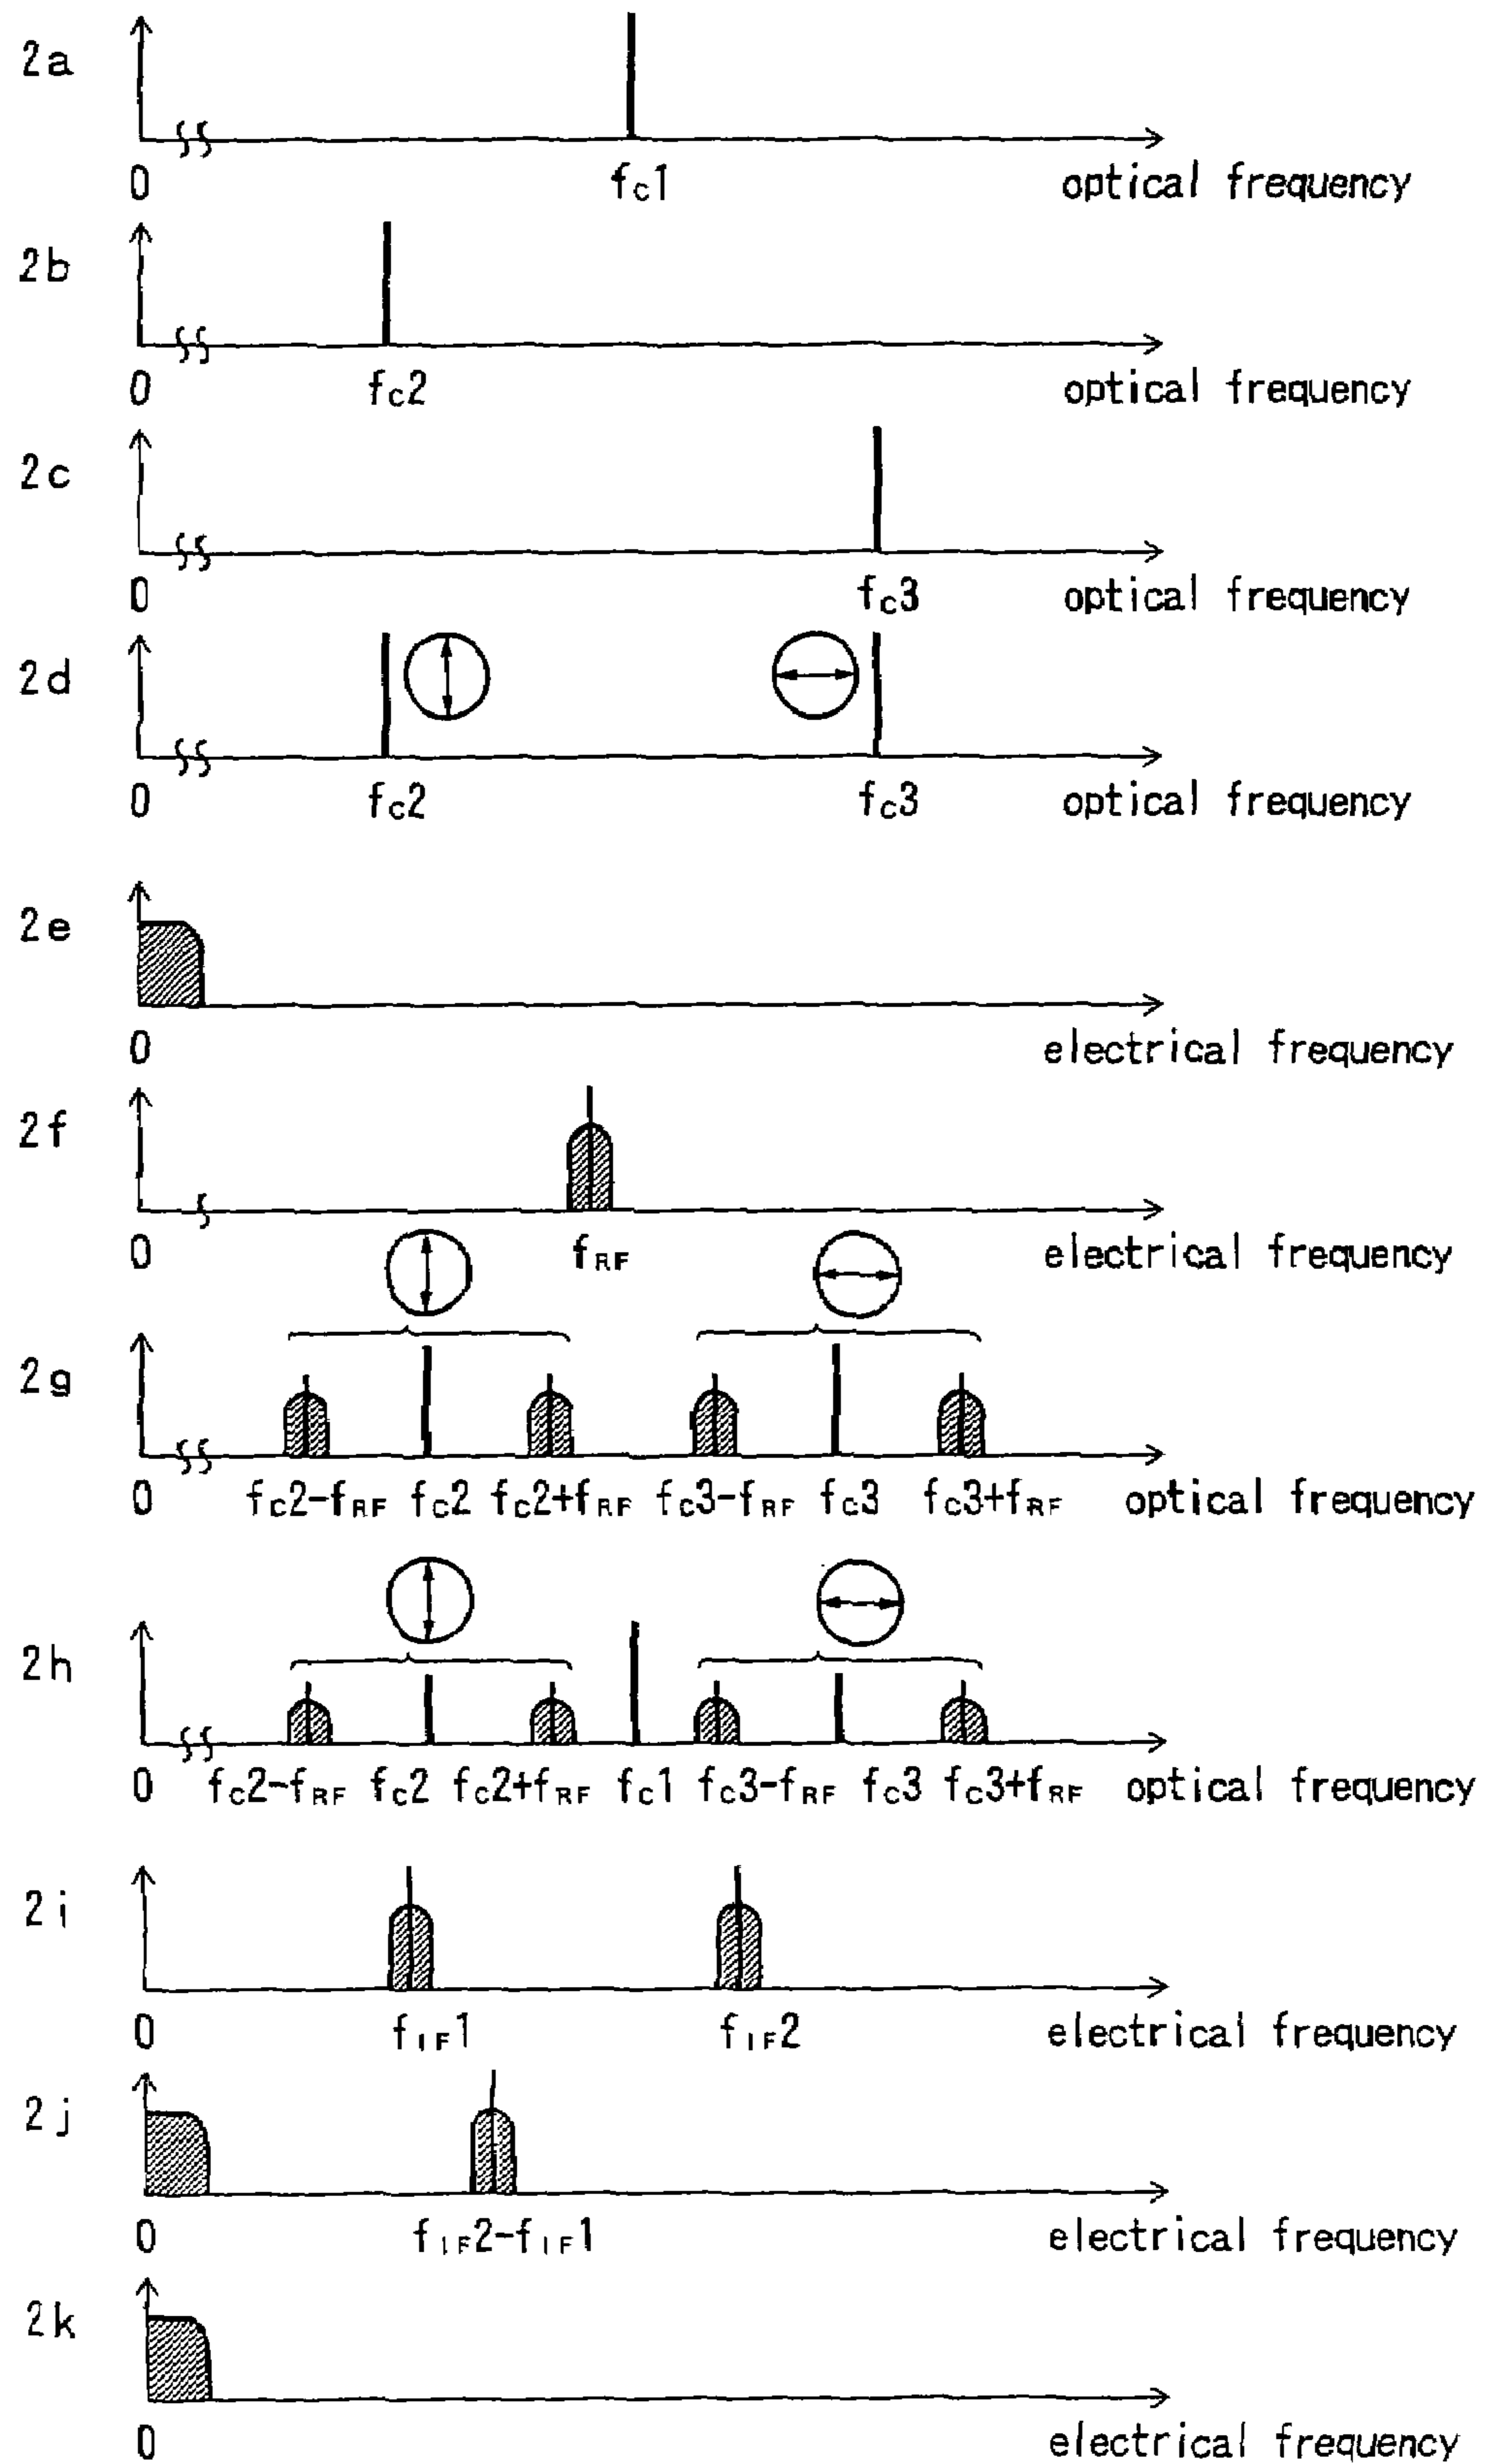 2a
0 fc1 optical frequency
2b
0 fc2 optical frequency
2c
0 fc3 optical frequency
2d
0 fc2 fc3 optical frequency
2e
0 electrical frequency
2f
0 fRF electrical frequency
2g
0 fc2-fRF fc2 fc2+fRF fc3-fRF fc3 fc3+fRF optical frequency
2h
0 fc2-fRF fc2 fc2+fRF fc1 fc3-fRF fc3 fc3+fRF optical frequency
2i
0 fIF1 fIF2 electrical frequency
2j
0 fIF2-fIF1 electrical frequency
2k
0 electrical frequency